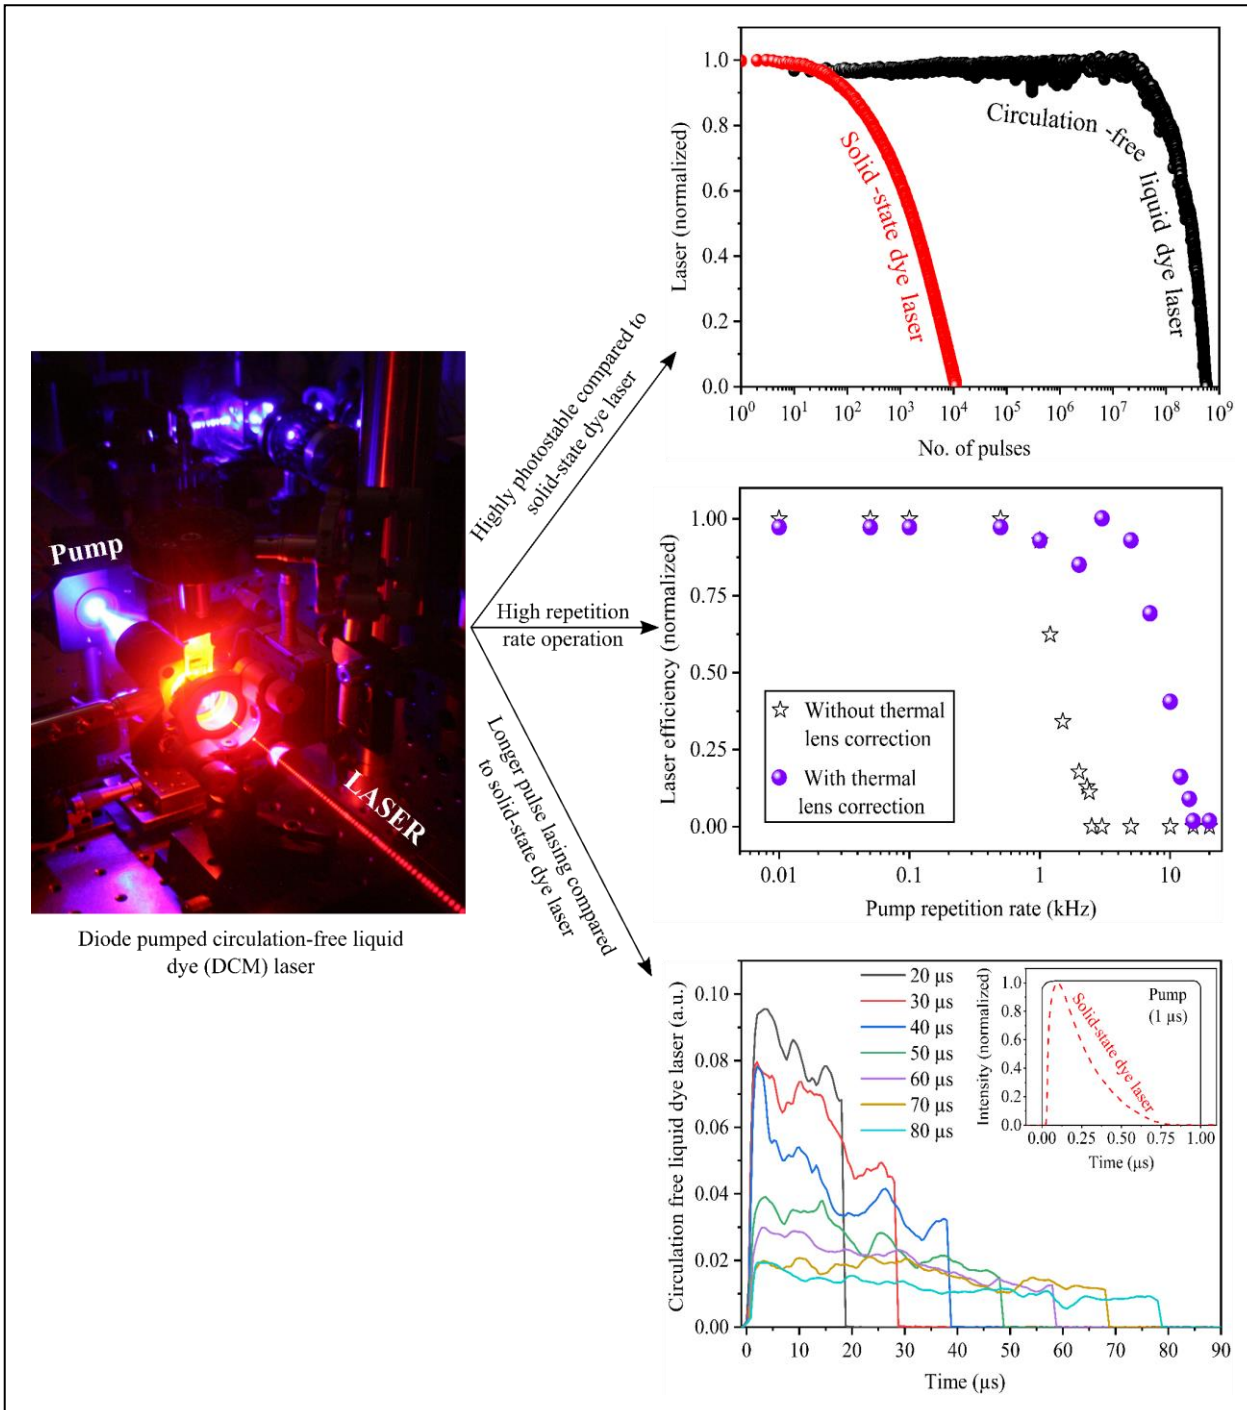 Pump
LASER
Diode pumped circulation-free liquid
dye (DCM) laser
Highly photostable compared to
solid-state dye laser
High repetition
rate operation
Longer pulse lasing compared
to solid-state dye laser
Laser (normalized)
1.0
0.8
0.6
0.4
0.2
0.0
Solid-state dye laser
Circulation -free liquid dye laser
10⁰ 10¹ 10² 10³ 10⁴ 10⁵ 10⁶ 10⁷ 10⁸ 10⁹
No. of pulses
Laser efficiency (normalized)
1.00
0.75
0.50
0.25
0.00
Without thermal
lens correction
With thermal
lens correction
0.01 0.1 1 10
Pump repetition rate (kHz)
Circulation free liquid dye laser (a.u.)
0.10
0.08
0.06
0.04
0.02
0.00
20 µs
30 µs
40 µs
50 µs
60 µs
70 µs
80 µs
Intensity (normalized)
1.0
0.8
0.6
0.4
0.2
0.0
Pump
(1 µs)
Solid-state dye laser
0.00 0.25 0.50 0.75 1.00
Time (µs)
0 10 20 30 40 50 60 70 80 90
Time (µs)